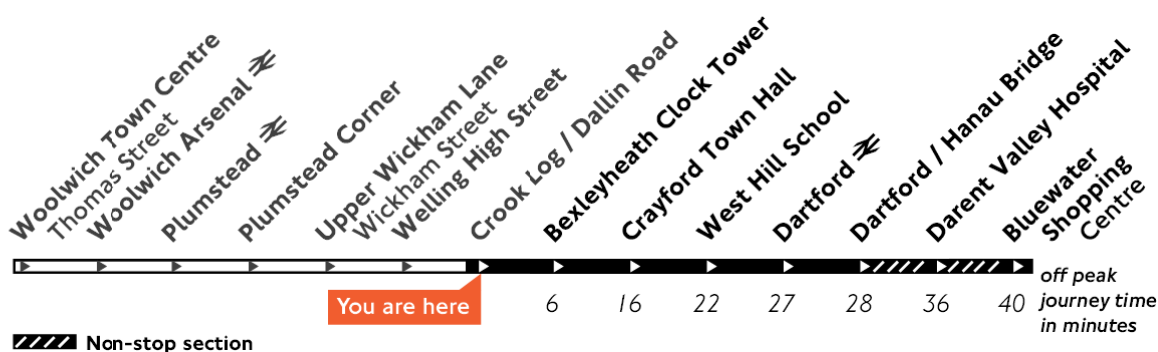 Woolwich Town Centre
Thomas Street
Woolwich Arsenal
Plumstead
Plumstead Corner
Upper Wickham Lane
Wickham Street
Welling High Street
Crook Log / Dallin Road
Bexleyheath Clock Tower
Crayford Town Hall
West Hill School
Dartford
Dartford / Hanau Bridge
Darent Valley Hospital
Bluewater
Shopping
Centre
You are here
6 16 22 27 28 36 40
off peak
journey time
in minutes
Non-stop section